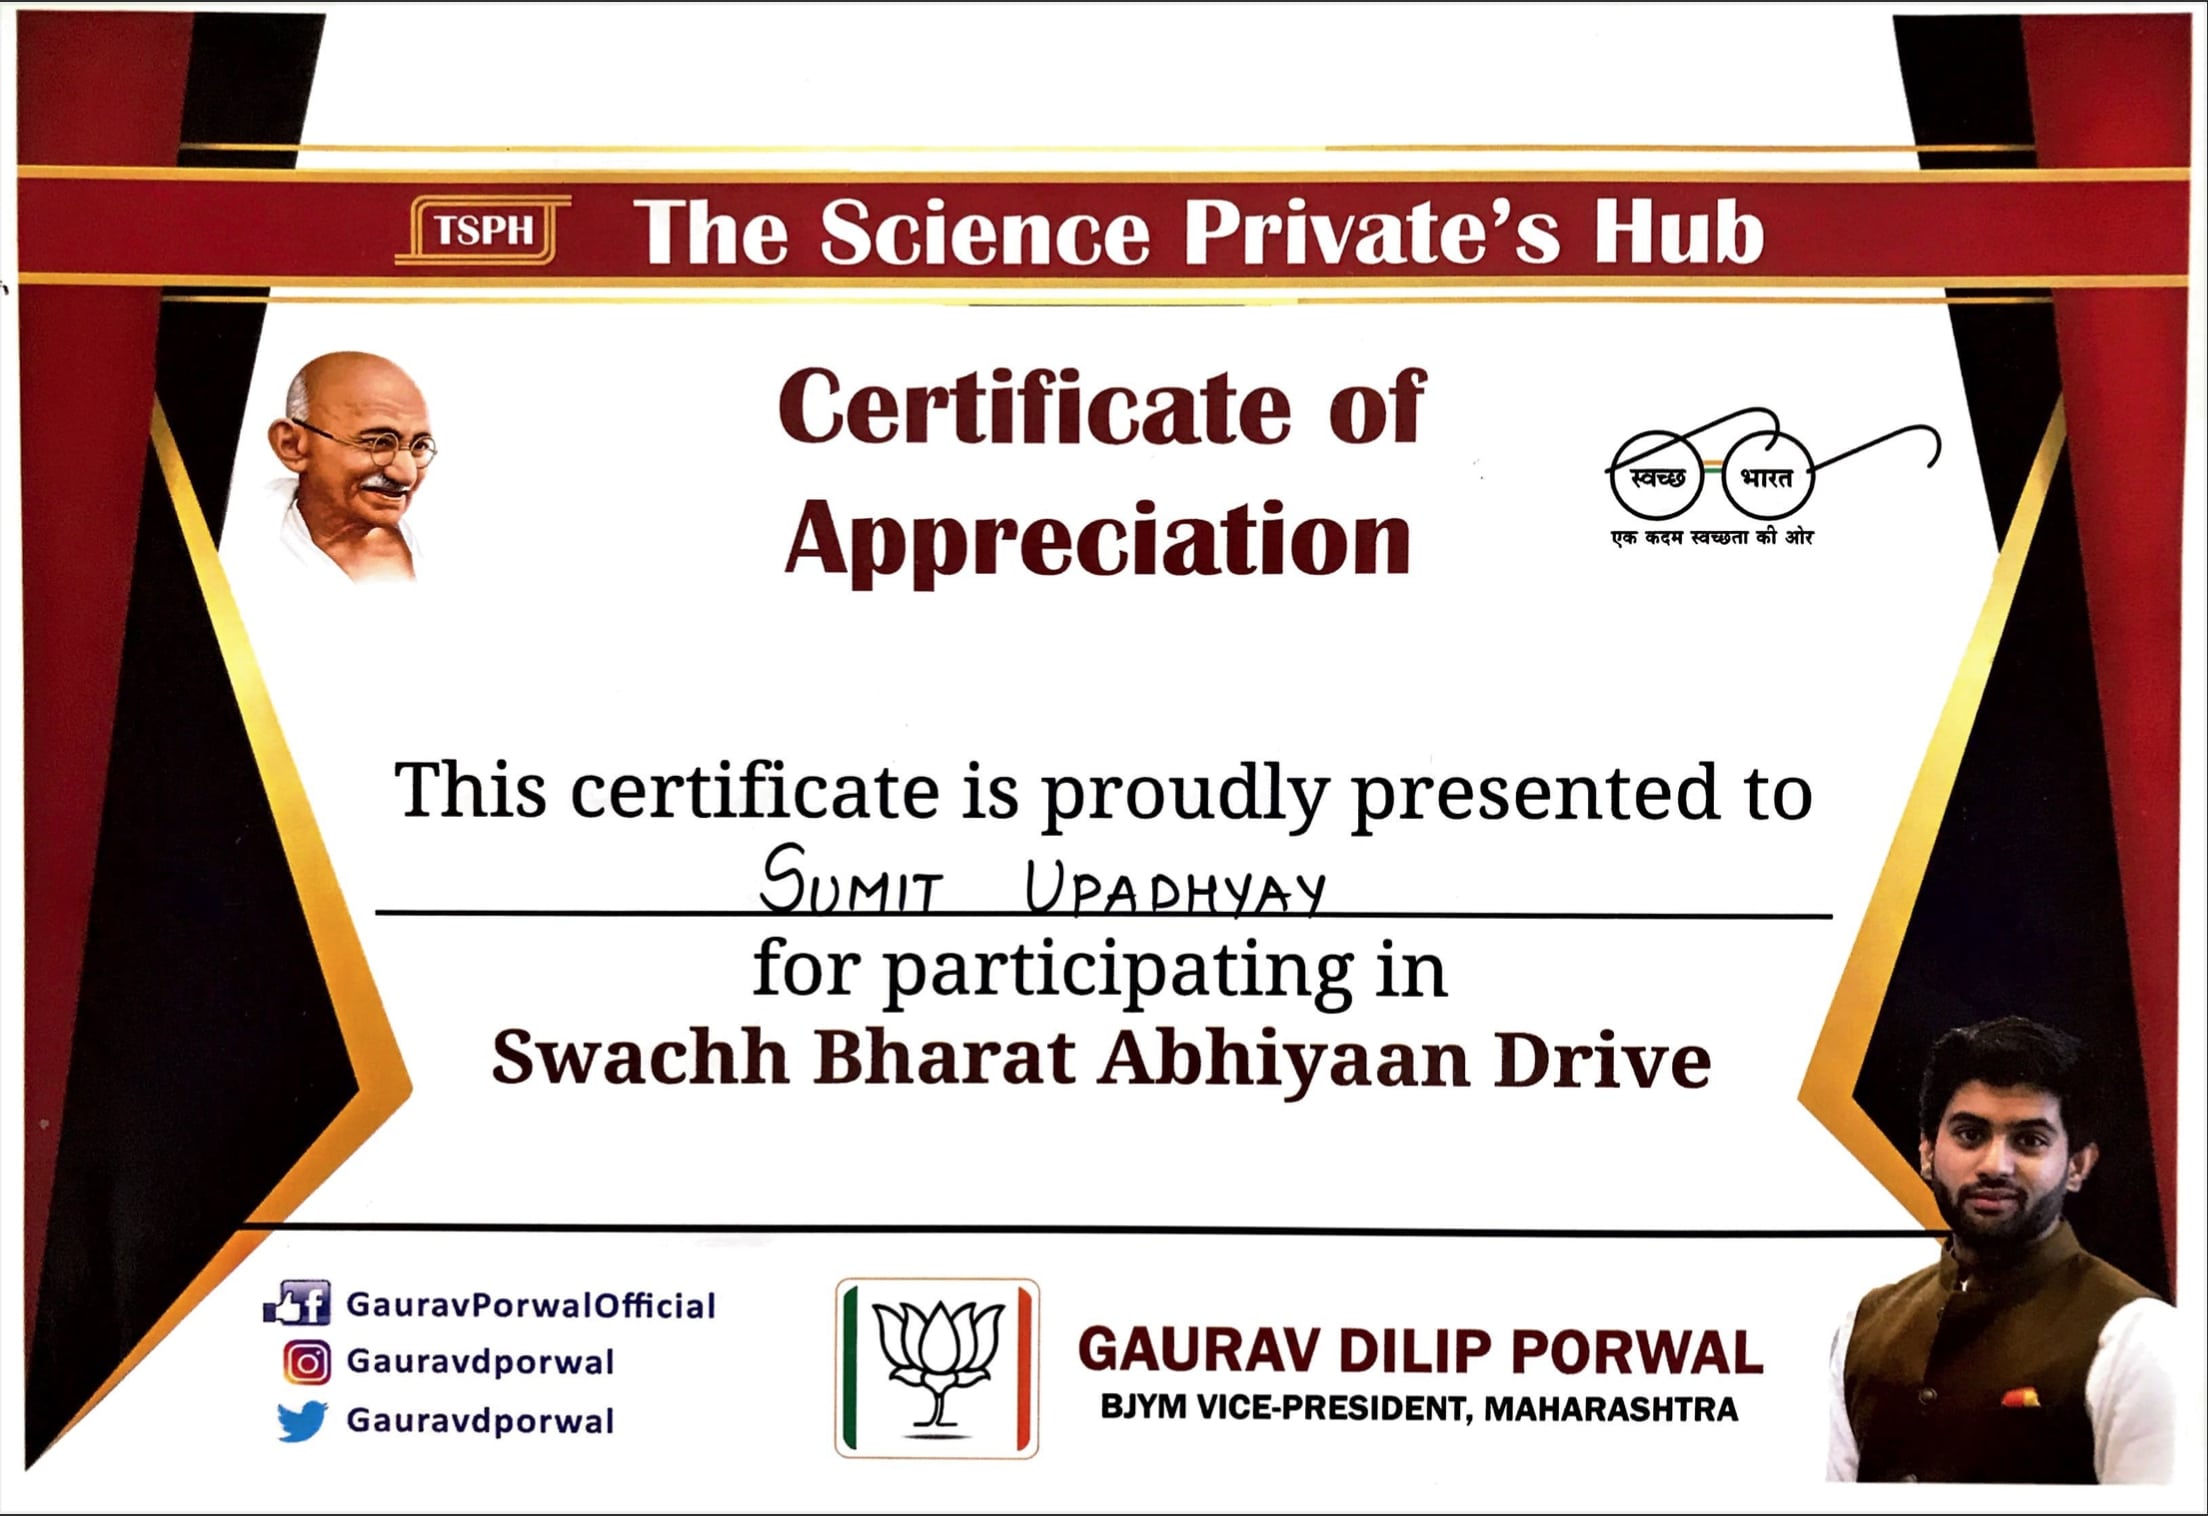 TSPH The Science Private's Hub
Certificate of
Appreciation
स्वच्छ भारत
एक कदम स्वच्छता की ओर
This certificate is proudly presented to
SUMIT UPADHYAY
for participating in
Swachh Bharat Abhiyaan Drive
GauravPorwalOfficial
Gauravdporwal
Gauravdporwal
GAURAV DILIP PORWAL
BJYM VICE-PRESIDENT, MAHARASHTRA